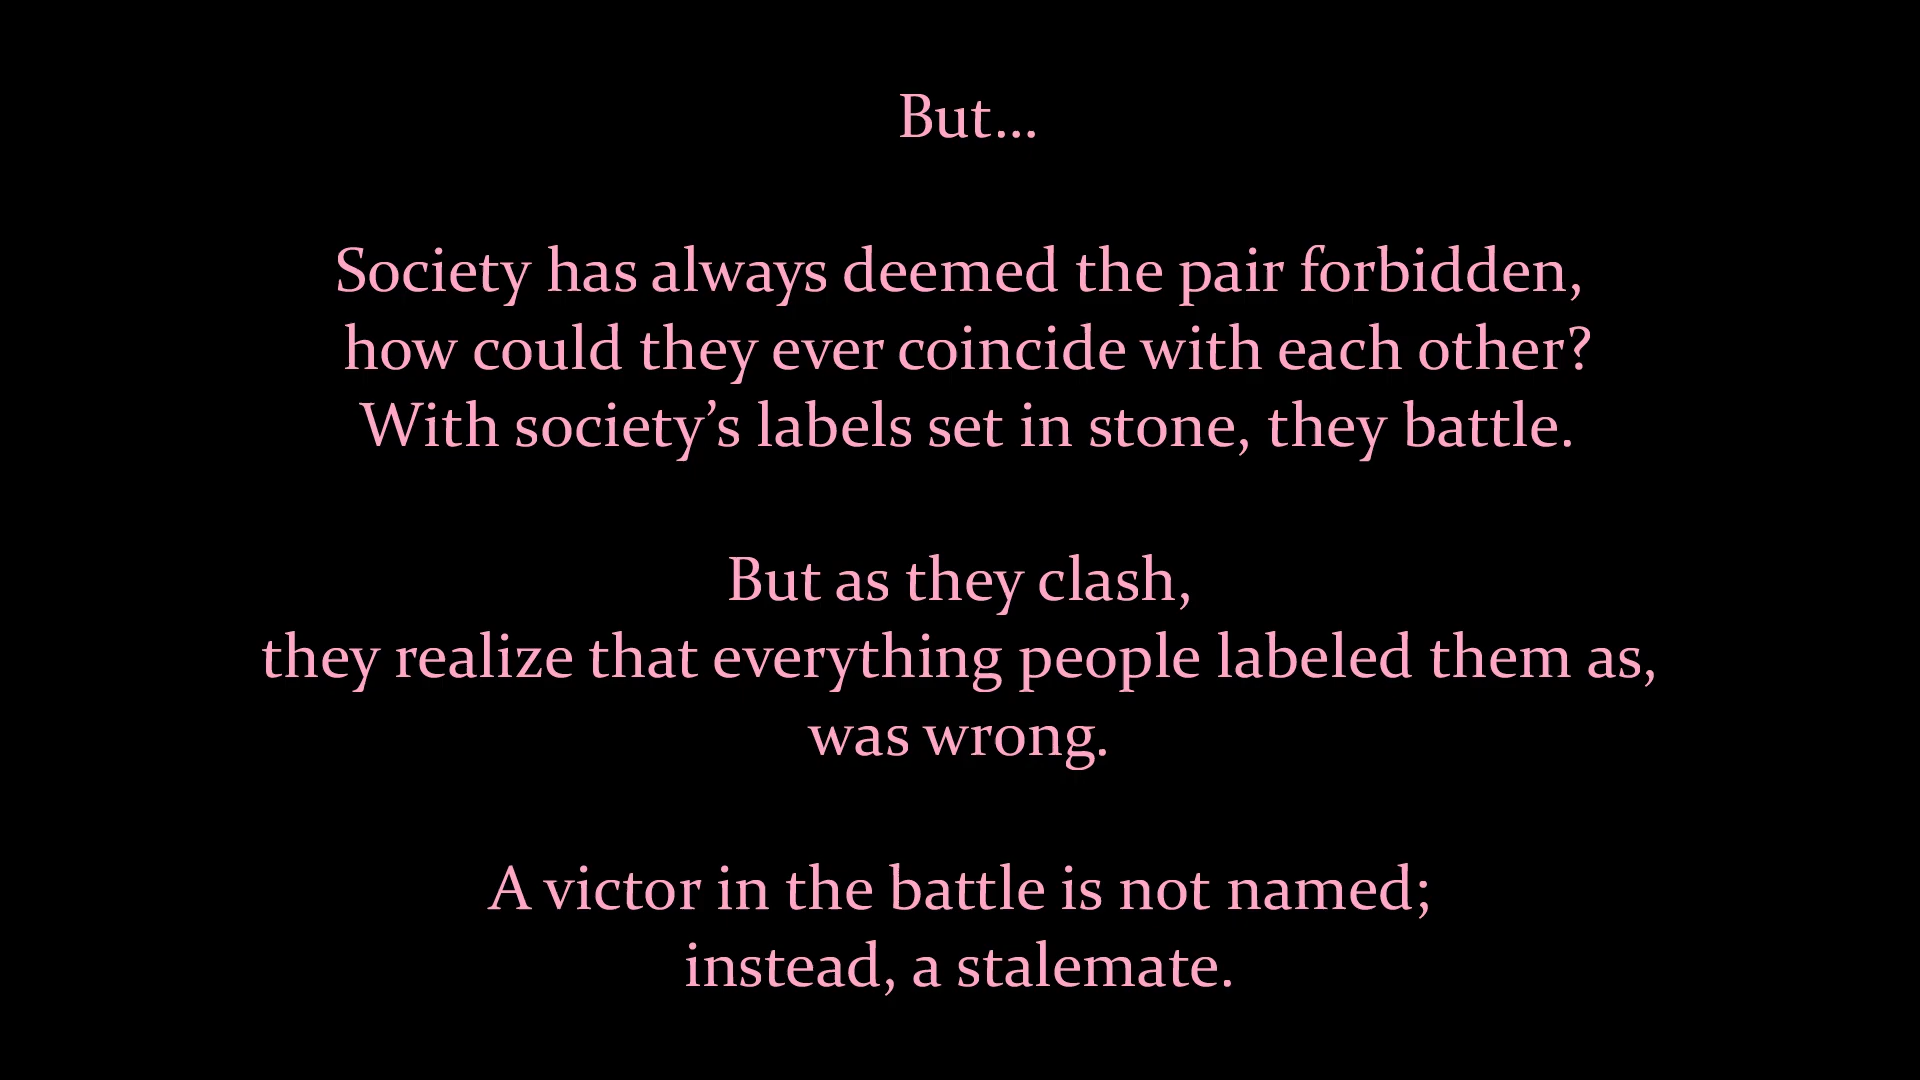 But…
Society has always deemed the pair forbidden,
how could they ever coincide with each other?
With society’s labels set in stone, they battle.
But as they clash,
they realize that everything people labeled them as,
was wrong.
A victor in the battle is not named;
instead, a stalemate.